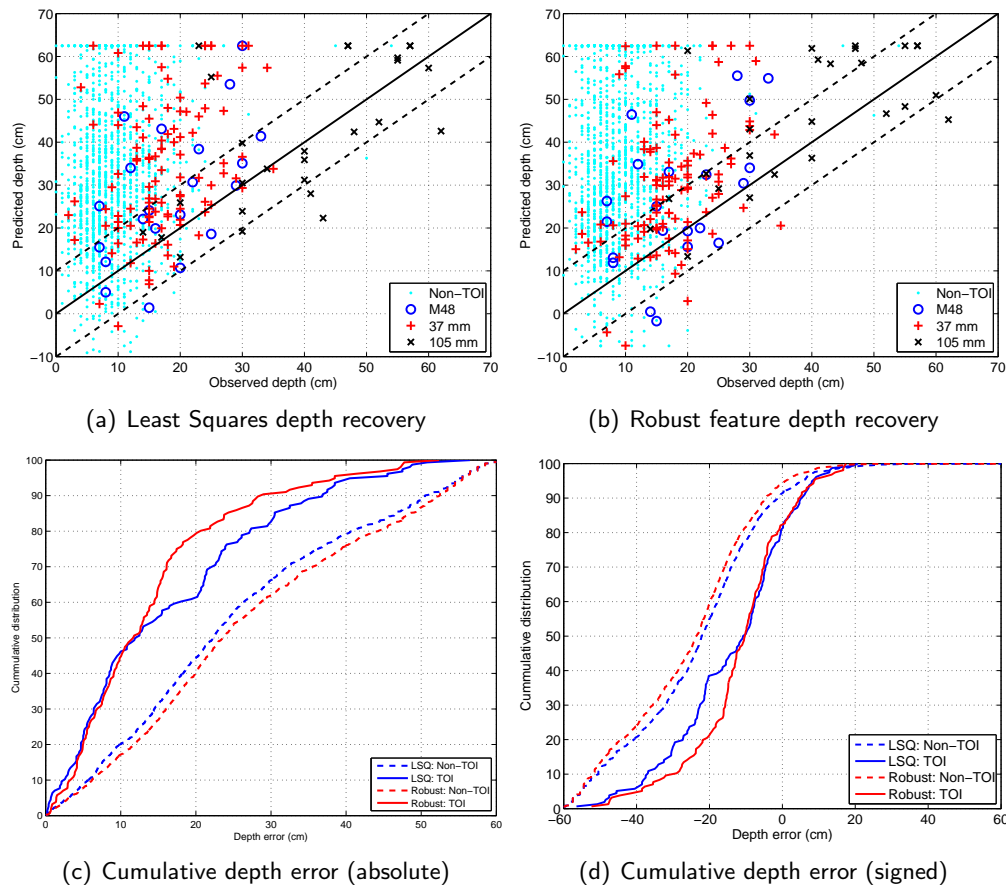 70
60
50
40
30
20
10
0
−10
Predicted depth (cm)
0 10 20 30 40 50 60 70
Observed depth (cm)
Non−TOI
M48
37 mm
105 mm
(a) Least Squares depth recovery
70
60
50
40
30
20
10
0
−10
Predicted depth (cm)
0 10 20 30 40 50 60 70
Observed depth (cm)
Non−TOI
M48
37 mm
105 mm
(b) Robust feature depth recovery
100
90
80
70
60
50
40
30
20
10
0
Cummulative distribution
0 10 20 30 40 50 60
Depth error (cm)
LSQ: Non−TOI
LSQ: TOI
Robust: Non−TOI
Robust: TOI
(c) Cumulative depth error (absolute)
100
90
80
70
60
50
40
30
20
10
0
Cummulative distribution
−60 −40 −20 0 20 40 60
Depth error (cm)
LSQ: Non−TOI
LSQ: TOI
Robust: Non−TOI
Robust: TOI
(d) Cumulative depth error (signed)